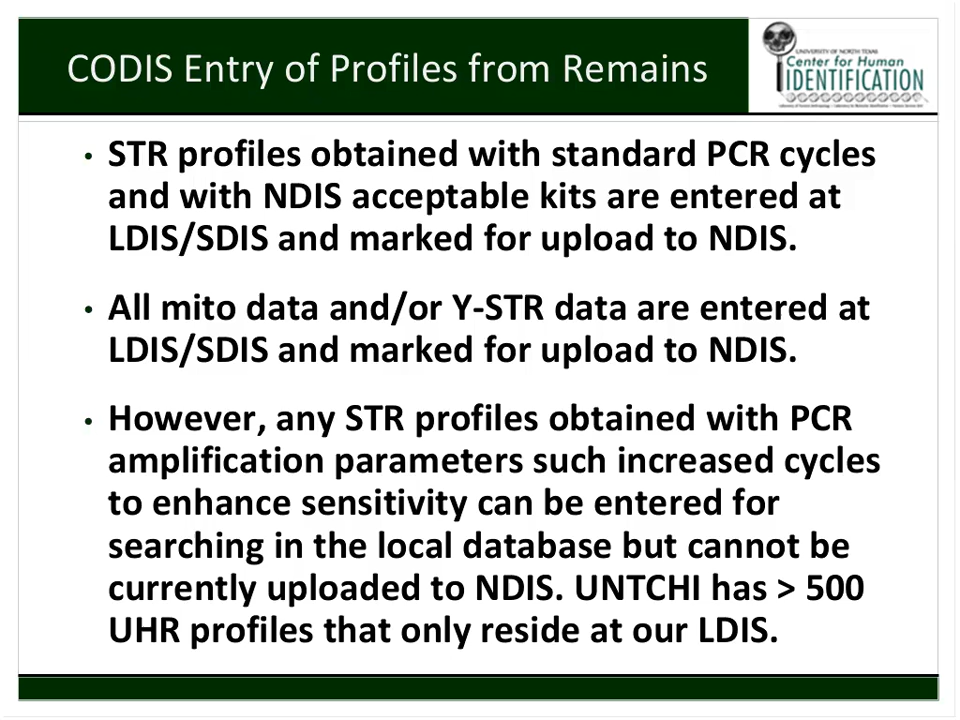 CODIS Entry of Profiles from Remains
UNIVERSITY OF NORTH TEXAS
Center for Human
IDENTIFICATION
• STR profiles obtained with standard PCR cycles
and with NDIS acceptable kits are entered at
LDIS/SDIS and marked for upload to NDIS.
• All mito data and/or Y-STR data are entered at
LDIS/SDIS and marked for upload to NDIS.
• However, any STR profiles obtained with PCR
amplification parameters such increased cycles
to enhance sensitivity can be entered for
searching in the local database but cannot be
currently uploaded to NDIS. UNTCHI has > 500
UHR profiles that only reside at our LDIS.